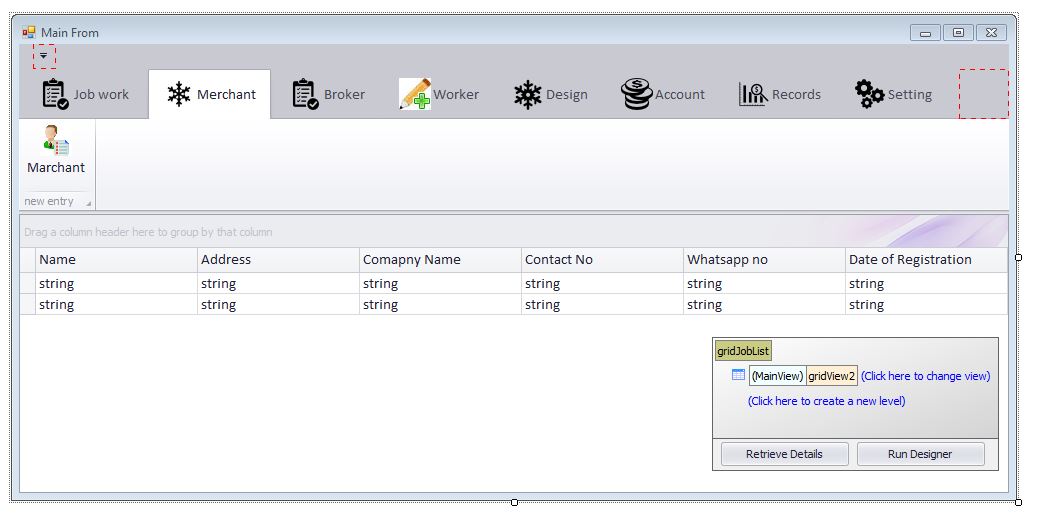 Main From
Job work Merchant Broker Worker Design Account Records Setting
Marchant
new entry
Drag a column header here to group by that column
Name Address Comapny Name Contact No Whatsapp no Date of Registration
string string string string string string
string string string string string string
gridJobList
(MainView) gridView2 (Click here to change view)
(Click here to create a new level)
Retrieve Details Run Designer